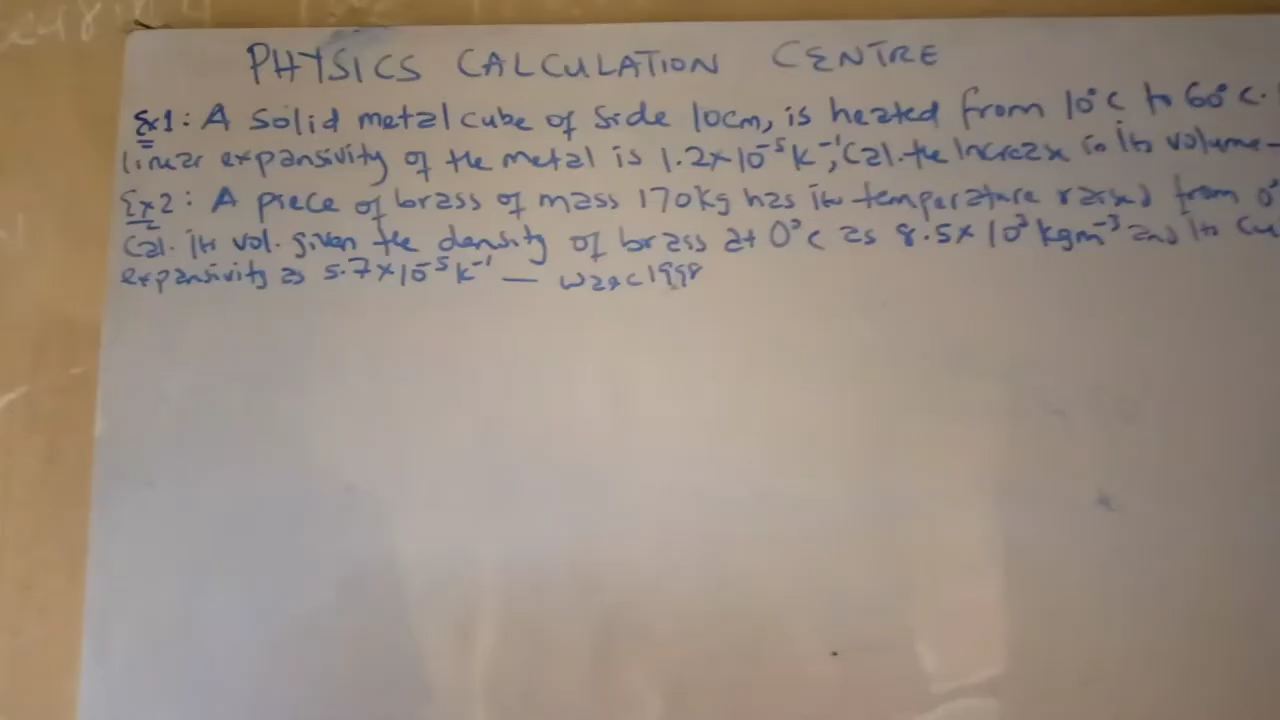 PHYSICS CALCULATION CENTRE
Ex1: A solid metal cube of side 10cm, is heated from 10°C to 60°C.
linear expansivity of the metal is 1.2×10⁻⁵K⁻¹, Cal. the Increase in its volume-
Ex2: A piece of brass of mass 170kg has its temperature raised from 0°
Cal. its vol. given the density of brass at 0°C as 8.5×10³kgm⁻³ and its Cu
expansivity as 5.7×10⁻⁵K⁻¹ — Waec1998